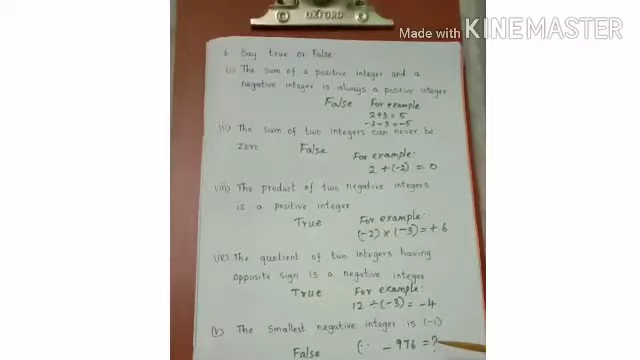 OXFORD
Made with KINEMASTER
6 Say true or False
(i) The sum of a positive integer and a
negative integer is always a positive integer
False For example
2+3 = 5
-2-3 = -5
(ii) The sum of two integers can never be
zero False For example:
2 + (-2) = 0
(iii) The product of two negative integers
is a positive integer
True For example:
(-2) × (-3) = + 6
(iv) The quotient of two integers having
opposite sign is a negative integer
True For example:
12 ÷ (-3) = -4
(v) The smallest negative integer is (-1)
False (∵ - 976 = ?